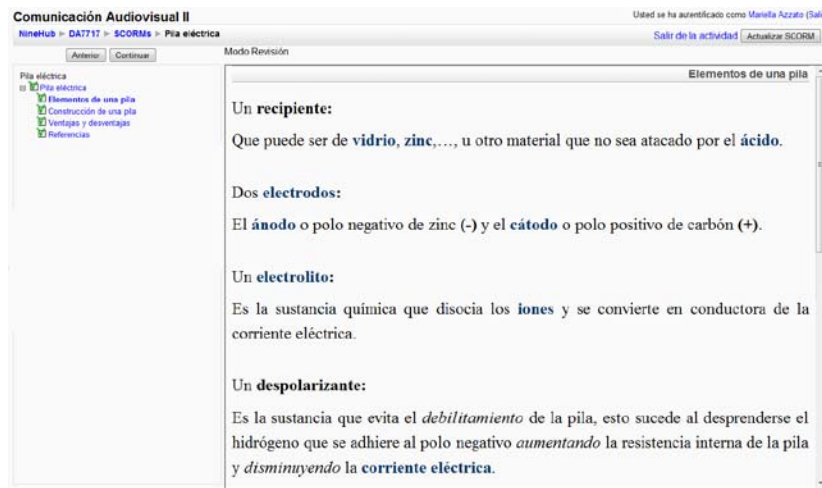 Comunicación Audiovisual II
Usted se ha autentificado como Mariella Azzato (Sali
NineHub ► DA7717 ► SCORMs ► Pila eléctrica
Salir de la actividad Actualizar SCORM
Anterior Continuar
Modo Revisión
Pila eléctrica
Pila eléctrica
Elementos de una pila
Construcción de una pila
Ventajas y desventajas
Referencias
Elementos de una pila
Un recipiente:
Que puede ser de vidrio, zinc,…, u otro material que no sea atacado por el ácido.
Dos electrodos:
El ánodo o polo negativo de zinc (-) y el cátodo o polo positivo de carbón (+).
Un electrolito:
Es la sustancia química que disocia los iones y se convierte en conductora de la
corriente eléctrica.
Un despolarizante:
Es la sustancia que evita el debilitamiento de la pila, esto sucede al desprenderse el
hidrógeno que se adhiere al polo negativo aumentando la resistencia interna de la pila
y disminuyendo la corriente eléctrica.